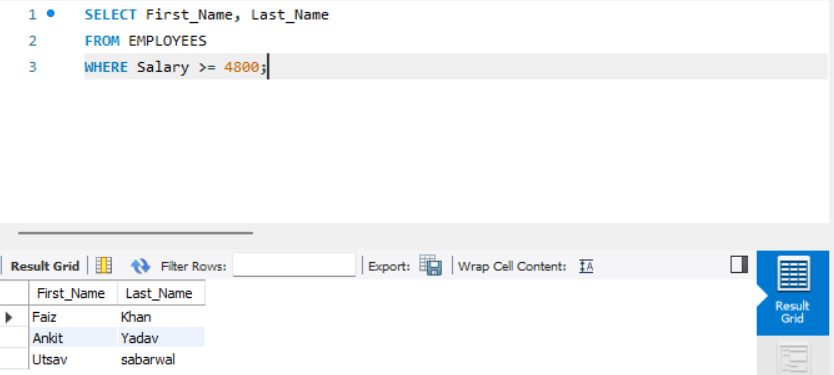 1 SELECT First_Name, Last_Name
2 FROM EMPLOYEES
3 WHERE Salary >= 4800;
Result Grid Filter Rows: Export: Wrap Cell Content: IA
First_Name Last_Name
Faiz Khan
Ankit Yadav
Utsav sabarwal
Result
Grid